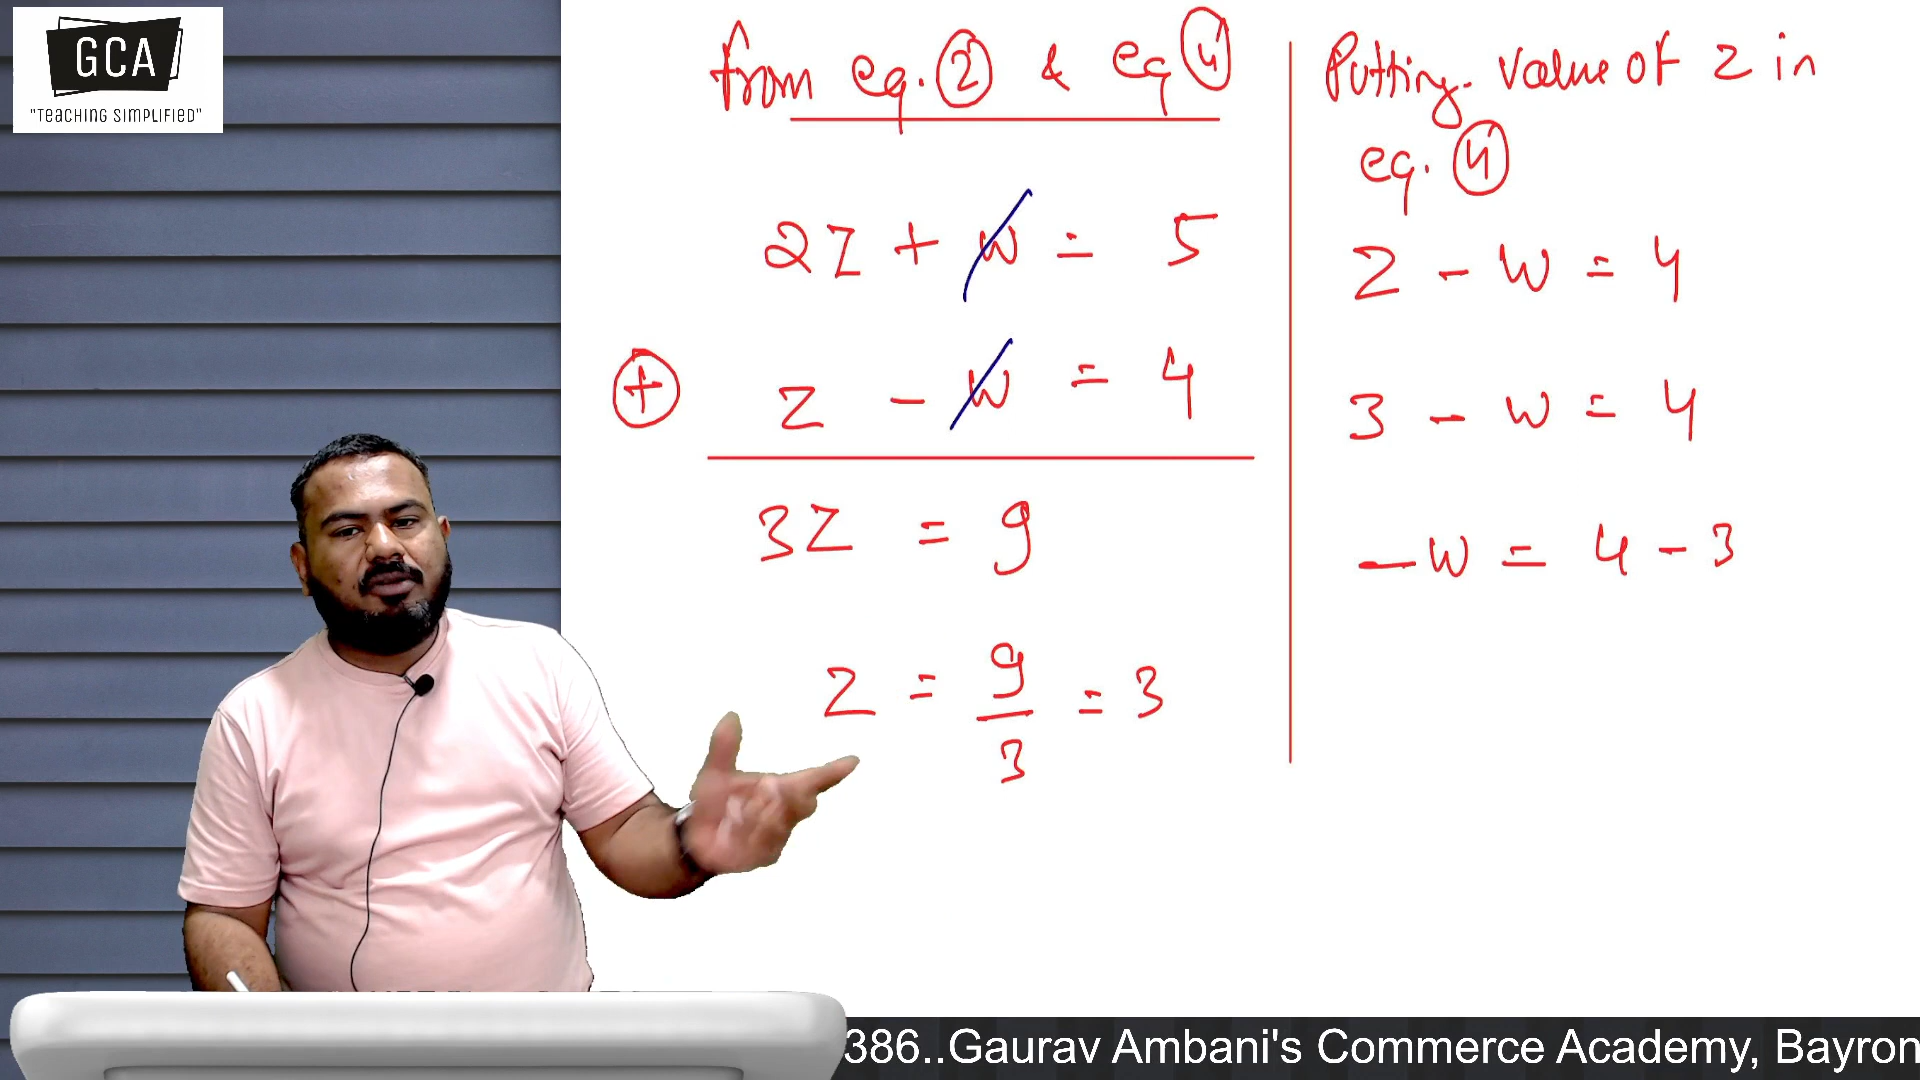 GCA
"TEACHING SIMPLIFIED"
from eq. 2 & eq 4
2Z + w = 5
+ z - w = 4
3Z = 9
z = 9/3 = 3
Putting value of z in
eq. 4
z - w = 4
3 - w = 4
- w = 4 - 3
386..Gaurav Ambani's Commerce Academy, Bayron